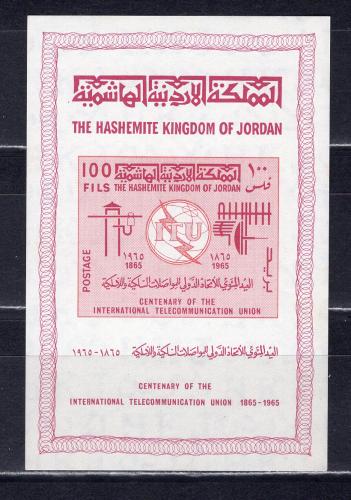 المملكة الاردنية الهاشمية
THE HASHEMITE KINGDOM OF JORDAN
100 المملكة الاردنية الهاشمية ١٠٠
FILS THE HASHEMITE KINGDOM OF JORDAN فلس
ITU
POSTAGE
بريد
١٩٦٥ ١٨٦٥
1865 1965
العيد المئوي للاتحاد الدولي للمواصلات السلكية واللاسلكية
CENTENARY OF THE
INTERNATIONAL TELECOMMUNICATION UNION
العيد المئوي للاتحاد الدولي للمواصلات السلكية واللاسلكية ١٨٦٥-١٩٦٥
CENTENARY OF THE
INTERNATIONAL TELECOMMUNICATION UNION 1865-1965